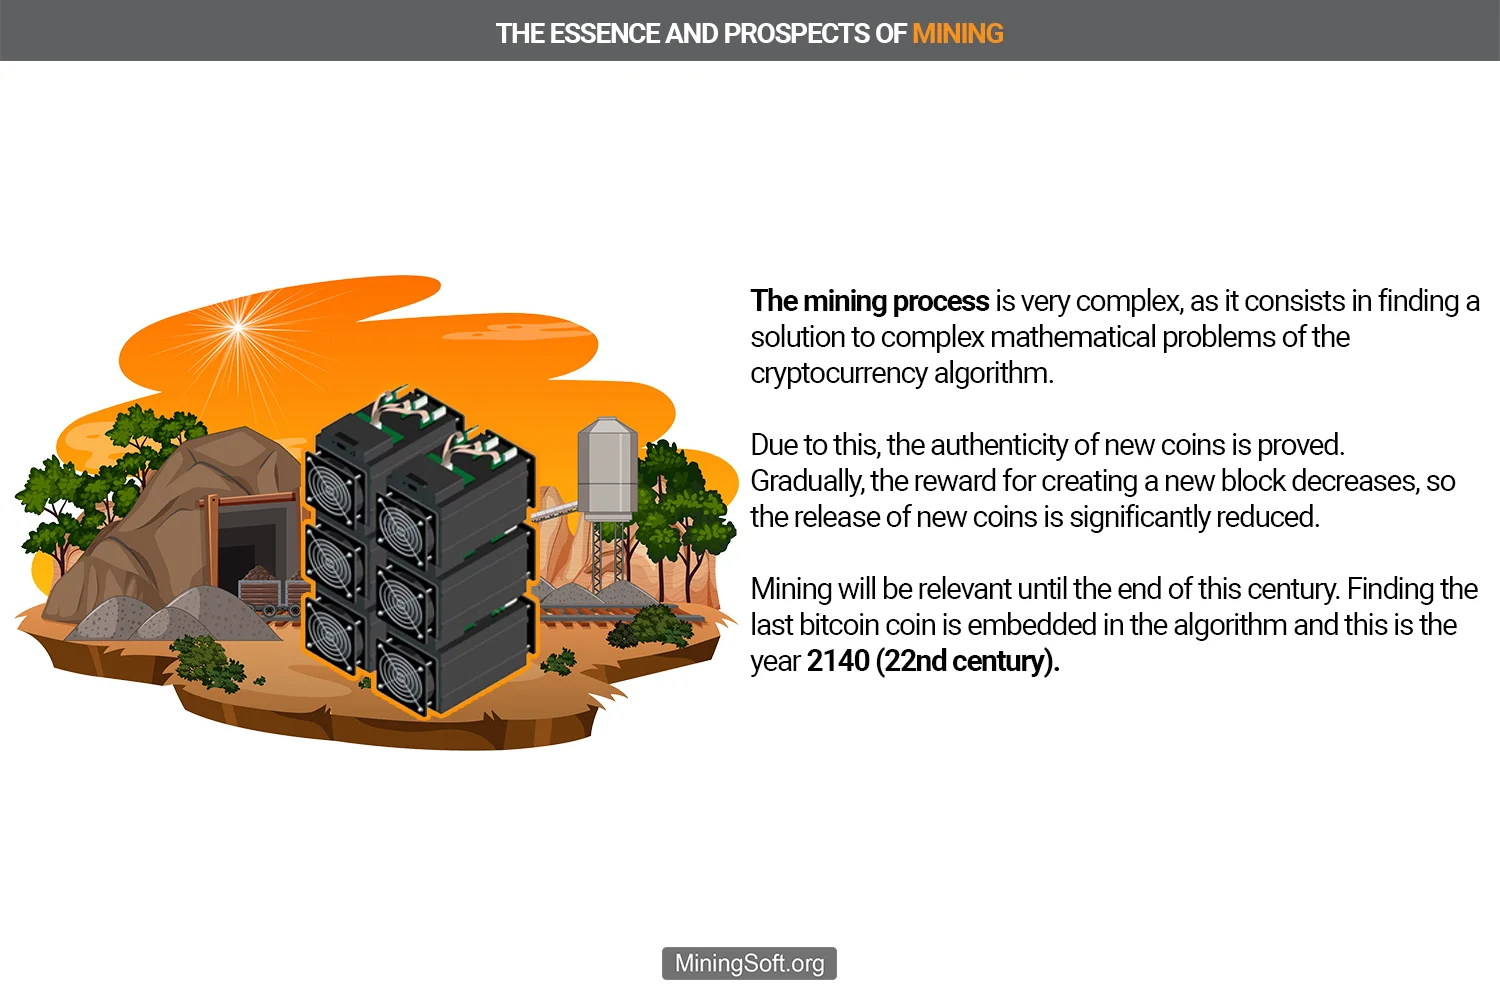 THE ESSENCE AND PROSPECTS OF MINING
The mining process is very complex, as it consists in finding a
solution to complex mathematical problems of the
cryptocurrency algorithm.
Due to this, the authenticity of new coins is proved.
Gradually, the reward for creating a new block decreases, so
the release of new coins is significantly reduced.
Mining will be relevant until the end of this century. Finding the
last bitcoin coin is embedded in the algorithm and this is the
year 2140 (22nd century).
MiningSoft.org